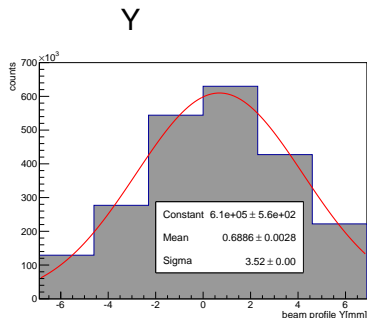 Y
×10³
counts
700
600
500
400
300
200
100
0
Constant 6.1e+05 ± 5.6e+02
Mean 0.6886 ± 0.0028
Sigma 3.52 ± 0.00
-6 -4 -2 0 2 4 6
beam profile Y[mm]